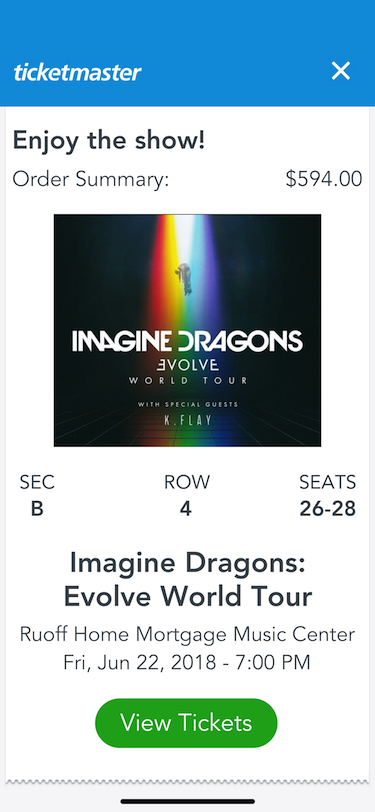 ticketmaster
Enjoy the show!
Order Summary: $594.00
IMAGINE DRAGONS
EVOLVE
WORLD TOUR
WITH SPECIAL GUESTS
K.FLAY
SEC ROW SEATS
B 4 26-28
Imagine Dragons:
Evolve World Tour
Ruoff Home Mortgage Music Center
Fri, Jun 22, 2018 - 7:00 PM
View Tickets